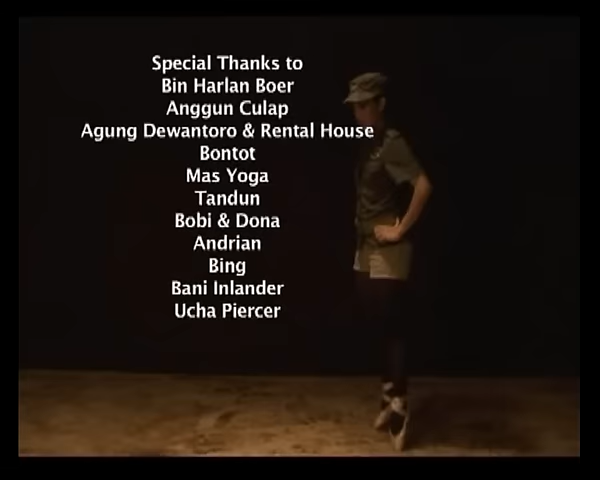 Special Thanks to
Bin Harlan Boer
Anggun Culap
Agung Dewantoro & Rental House
Bontot
Mas Yoga
Tandun
Bobi & Dona
Andrian
Bing
Bani Inlander
Ucha Piercer